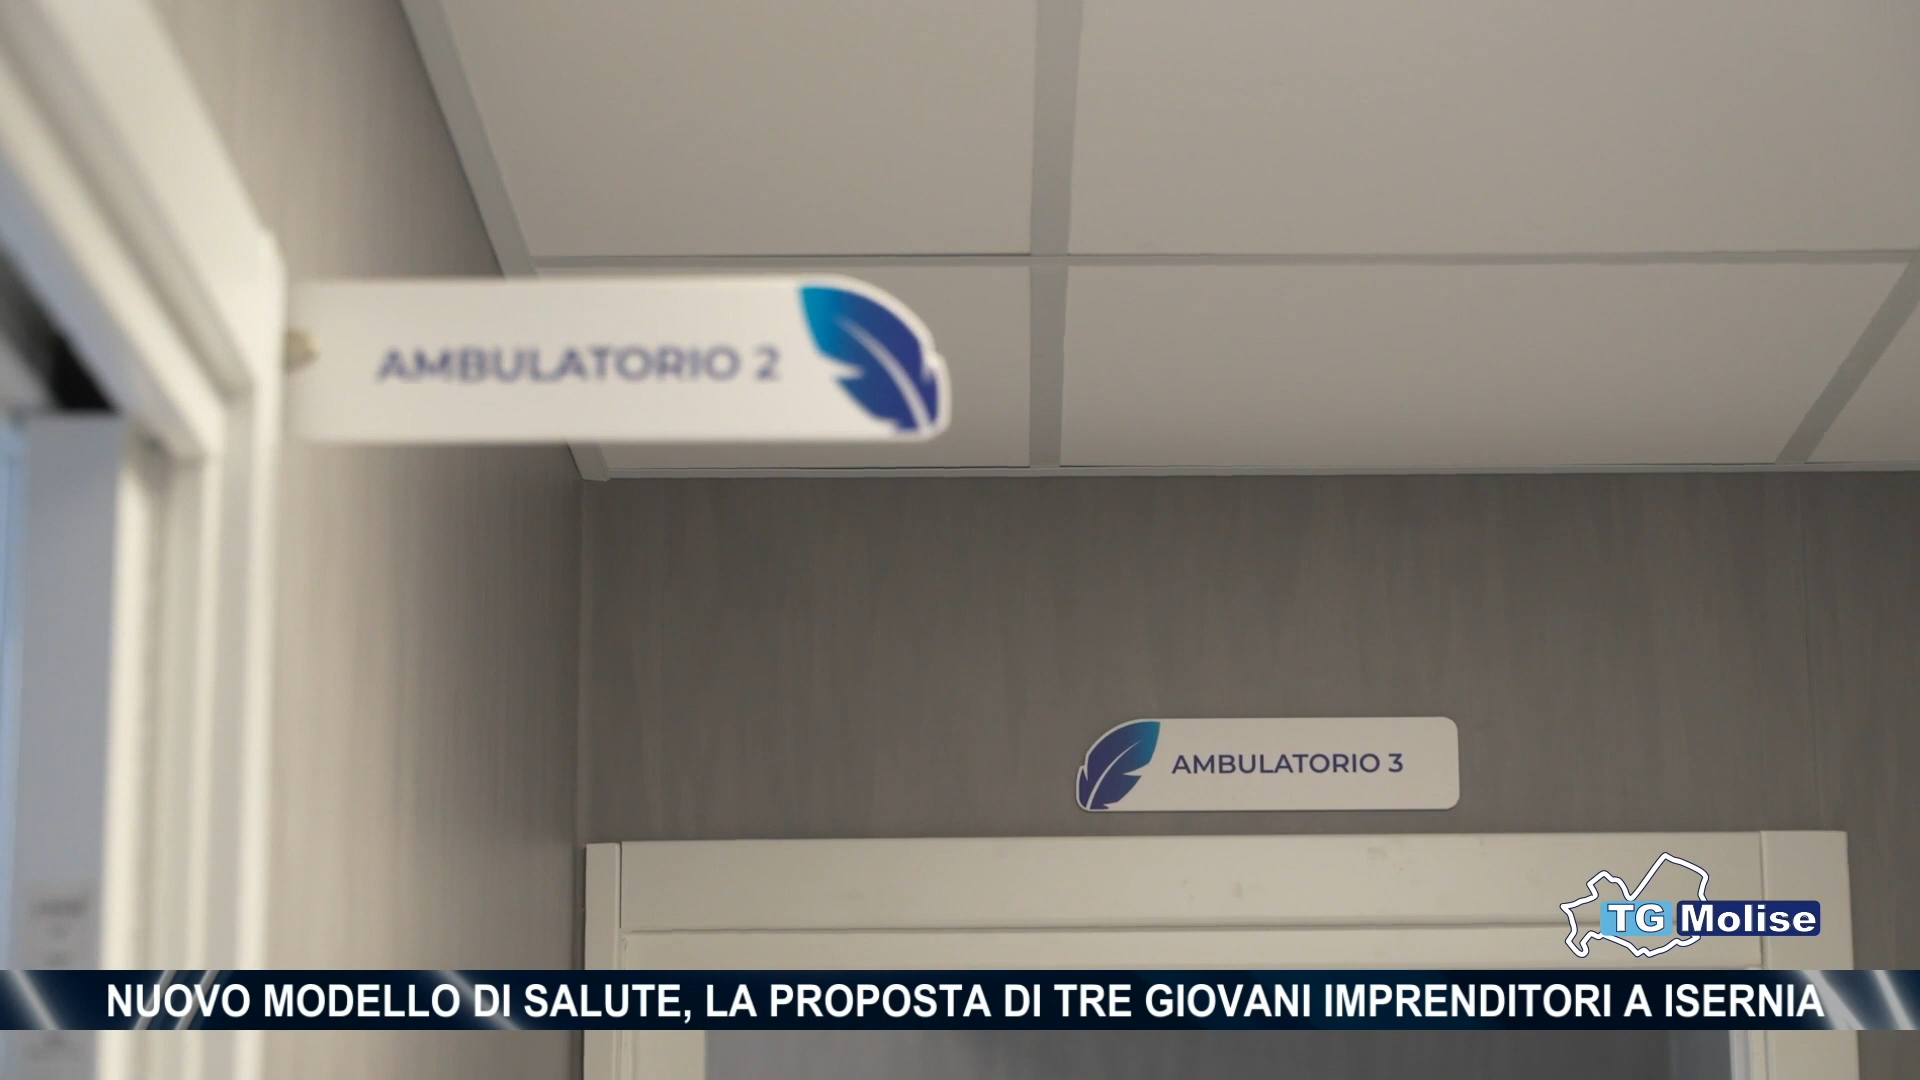 AMBULATORIO 2
AMBULATORIO 3
TG Molise
NUOVO MODELLO DI SALUTE, LA PROPOSTA DI TRE GIOVANI IMPRENDITORI A ISERNIA